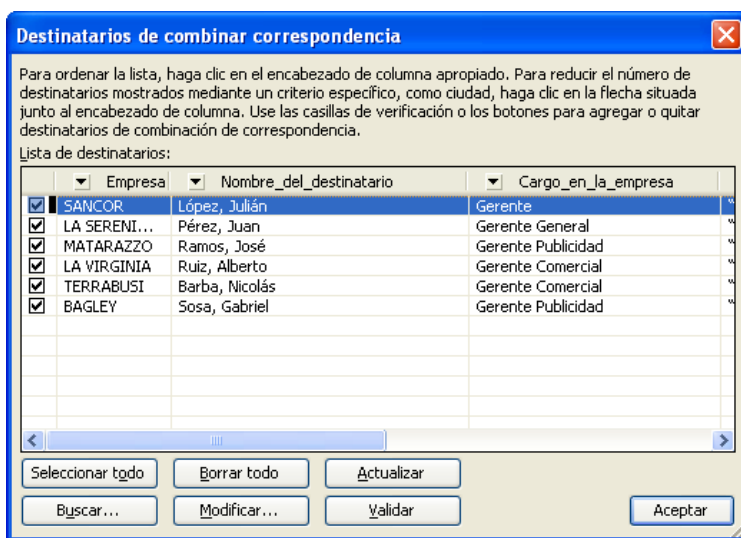 Destinatarios de combinar correspondencia
Para ordenar la lista, haga clic en el encabezado de columna apropiado. Para reducir el número de
destinatarios mostrados mediante un criterio específico, como ciudad, haga clic en la flecha situada
junto al encabezado de columna. Use las casillas de verificación o los botones para agregar o quitar
destinatarios de combinación de correspondencia.
Lista de destinatarios:
Empresa Nombre_del_destinatario Cargo_en_la_empresa
SANCOR López, Julián Gerente
LA SERENI... Pérez, Juan Gerente General
MATARAZZO Ramos, José Gerente Publicidad
LA VIRGINIA Ruiz, Alberto Gerente Comercial
TERRABUSI Barba, Nicolás Gerente Comercial
BAGLEY Sosa, Gabriel Gerente Publicidad
Seleccionar todo Borrar todo Actualizar
Buscar... Modificar... Validar Aceptar